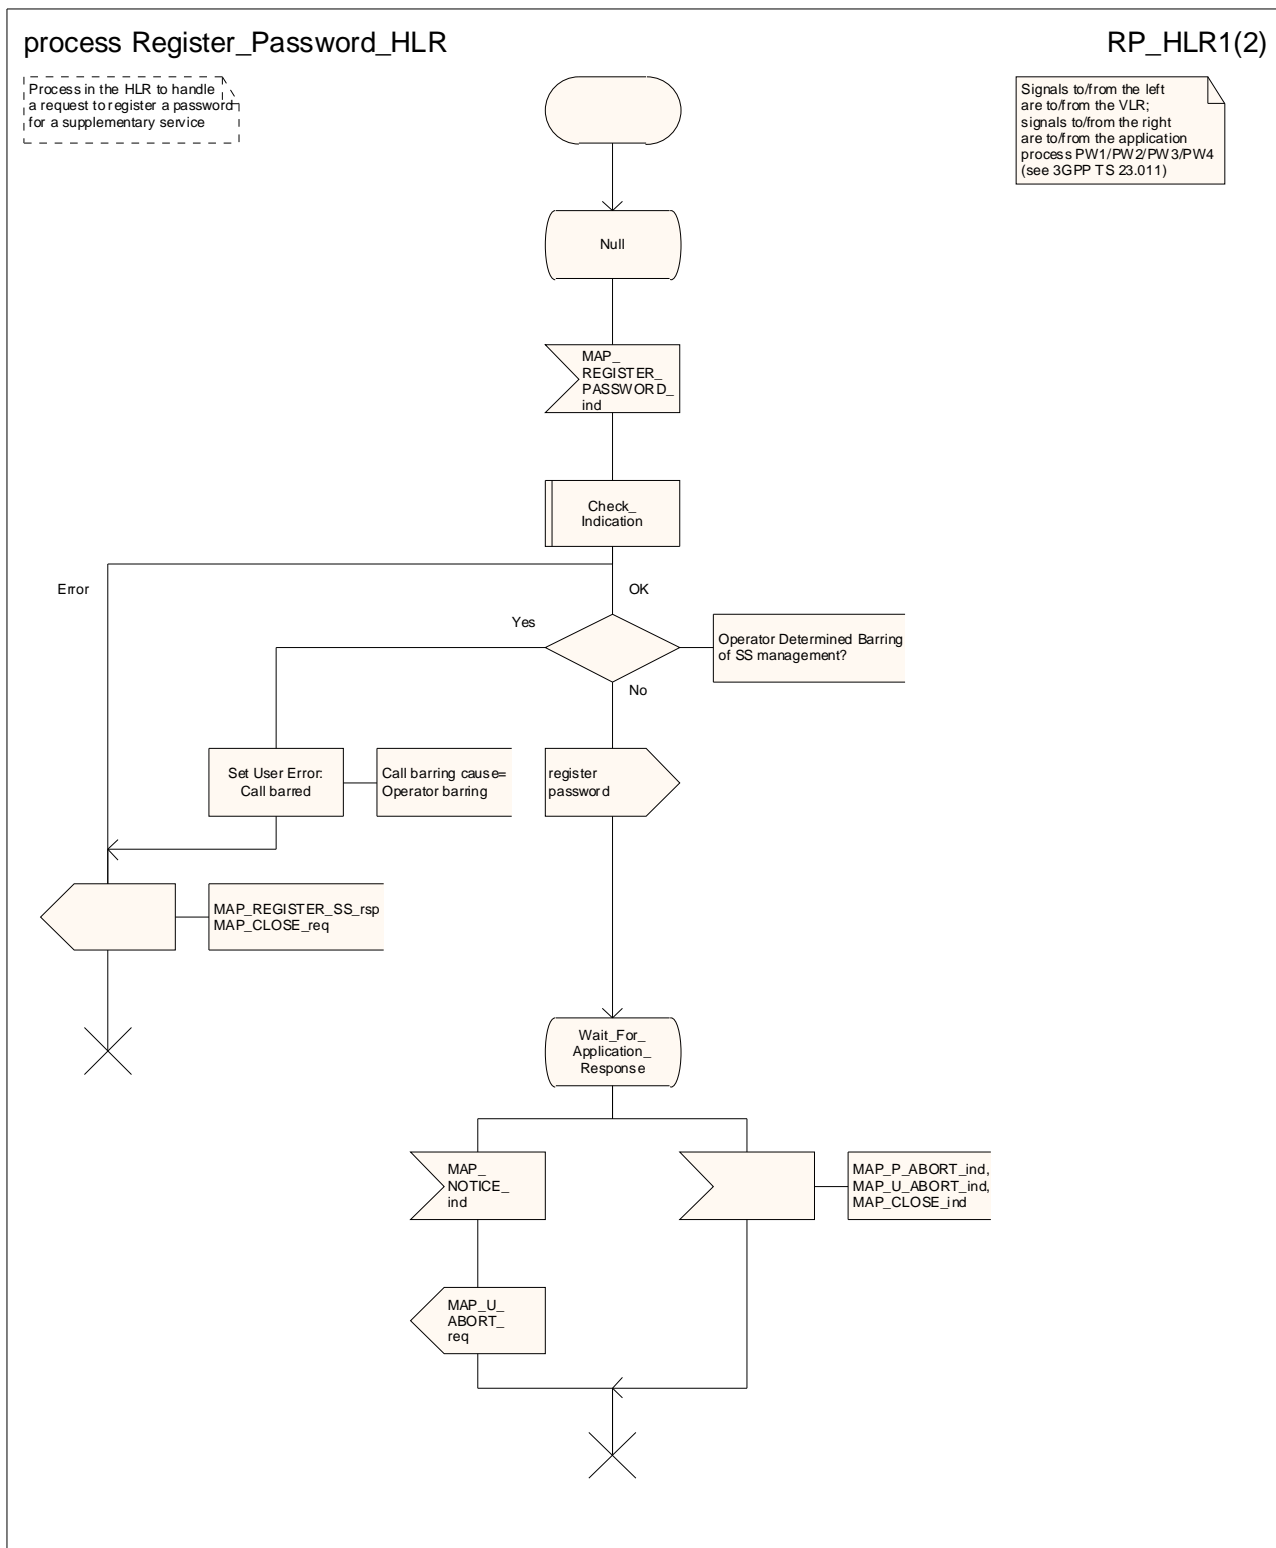 process Register_Password_HLR
RP_HLR1(2)
Process in the HLR to handle
a request to register a password
for a supplementary service
Signals to/from the left
are to/from the VLR;
signals to/from the right
are to/from the application
process PW1/PW2/PW3/PW4
(see 3GPP TS 23.011)
Null
MAP_
REGISTER_
PASSWORD_
ind
Check_
Indication
Error
OK
Yes
Operator Determined Barring
of SS management?
No
Set User Error:
Call barred
Call barring cause=
Operator barring
register
password
MAP_REGISTER_SS_rsp
MAP_CLOSE_req
Wait_For_
Application_
Response
MAP_
NOTICE_
ind
MAP_P_ABORT_ind,
MAP_U_ABORT_ind,
MAP_CLOSE_ind
MAP_U_
ABORT_
req